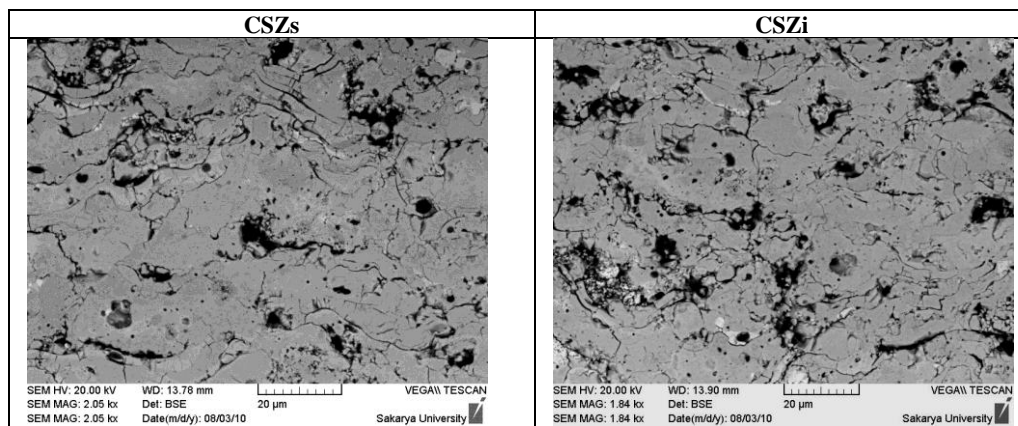 CSZs
CSZi
SEM HV: 20.00 kV WD: 13.78 mm VEGA\\ TESCAN
SEM MAG: 2.05 kx Det: BSE 20 µm
SEM MAG: 2.05 kx Date(m/d/y): 08/03/10 Sakarya University
SEM HV: 20.00 kV WD: 13.90 mm VEGA\\ TESCAN
SEM MAG: 1.84 kx Det: BSE 20 µm
SEM MAG: 1.84 kx Date(m/d/y): 08/03/10 Sakarya University